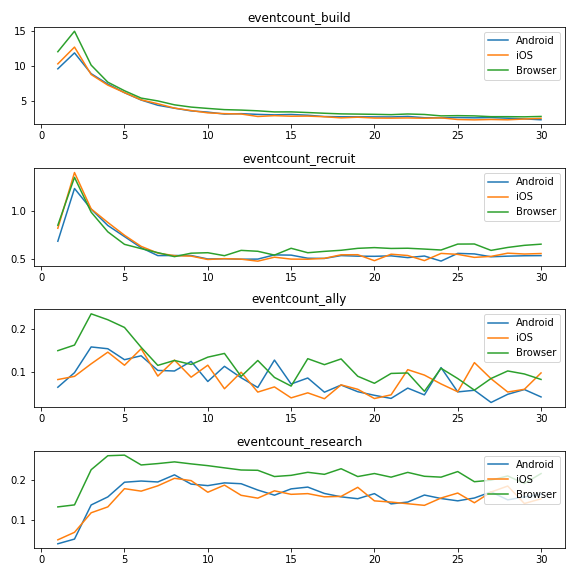 eventcount_build
15
10
5
Android
iOS
Browser
0 5 10 15 20 25 30
eventcount_recruit
1.0
0.5
Android
iOS
Browser
0 5 10 15 20 25 30
eventcount_ally
0.2
0.1
Android
iOS
Browser
0 5 10 15 20 25 30
eventcount_research
0.2
0.1
Android
iOS
Browser
0 5 10 15 20 25 30